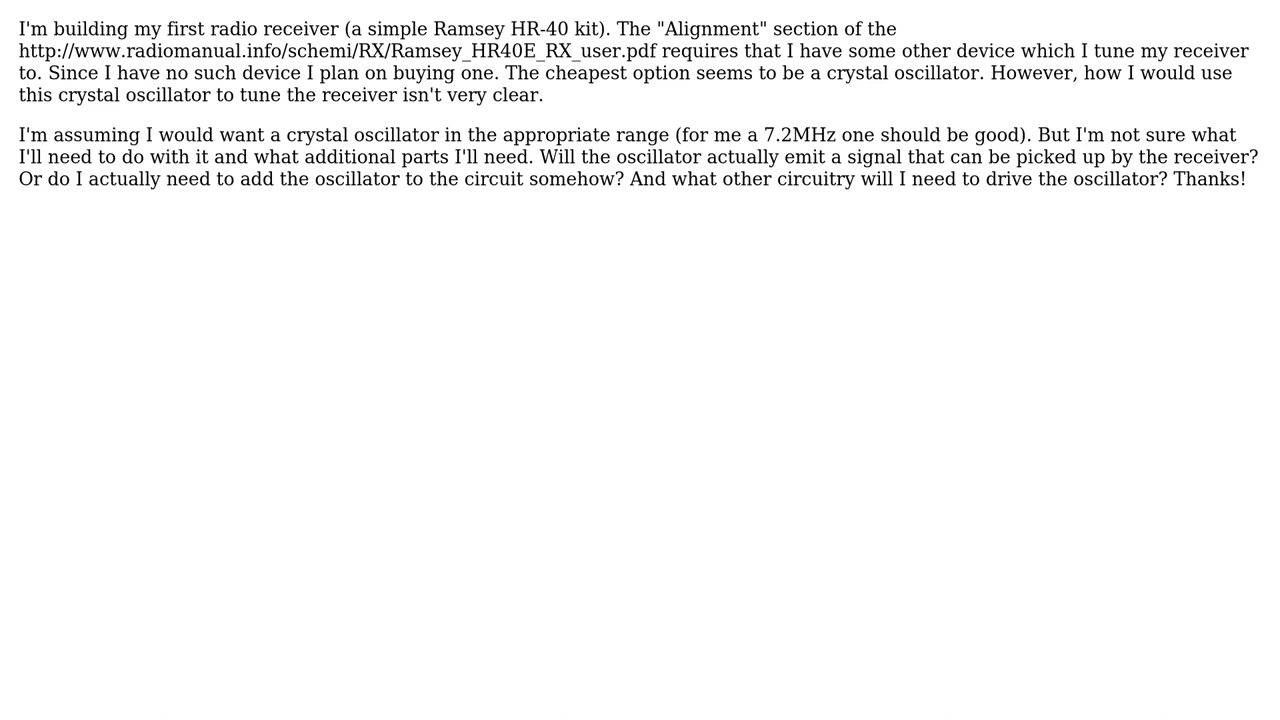 I'm building my first radio receiver (a simple Ramsey HR-40 kit). The "Alignment" section of the
http://www.radiomanual.info/schemi/RX/Ramsey_HR40E_RX_user.pdf requires that I have some other device which I tune my receiver
to. Since I have no such device I plan on buying one. The cheapest option seems to be a crystal oscillator. However, how I would use
this crystal oscillator to tune the receiver isn't very clear.
I'm assuming I would want a crystal oscillator in the appropriate range (for me a 7.2MHz one should be good). But I'm not sure what
I'll need to do with it and what additional parts I'll need. Will the oscillator actually emit a signal that can be picked up by the receiver?
Or do I actually need to add the oscillator to the circuit somehow? And what other circuitry will I need to drive the oscillator? Thanks!